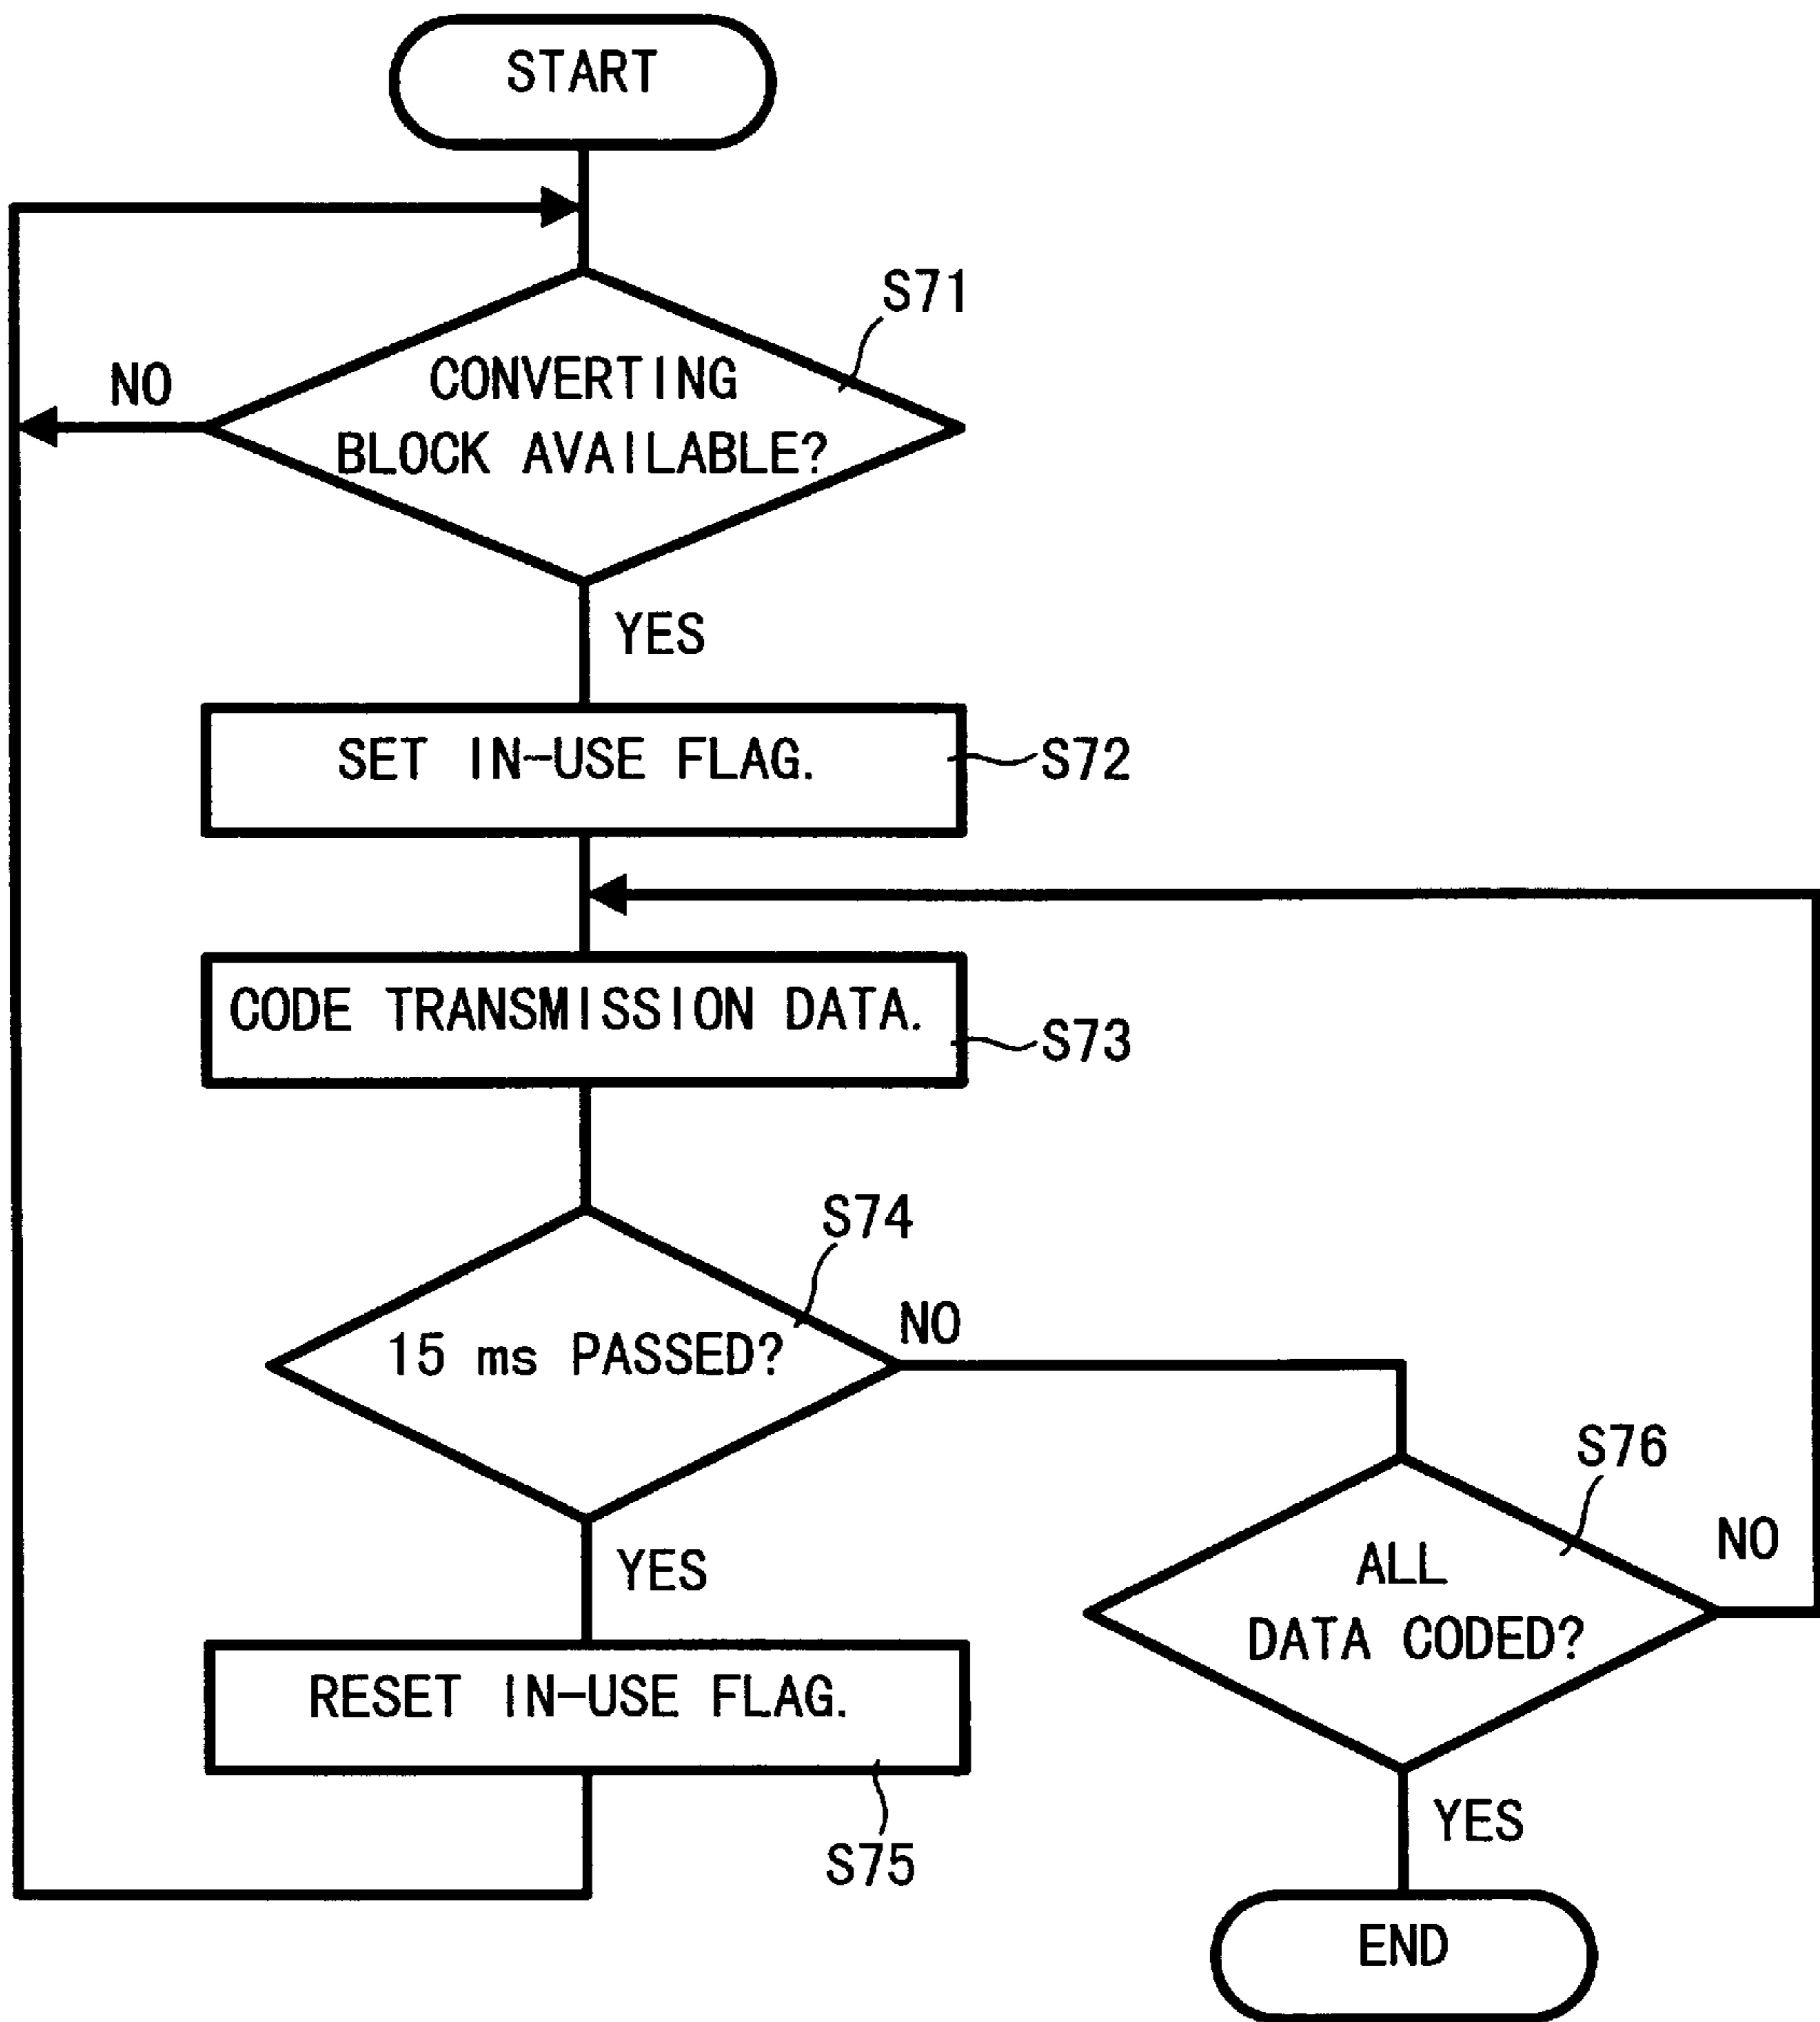 START
S71
CONVERTING
BLOCK AVAILABLE?
NO
YES
SET IN-USE FLAG.
S72
CODE TRANSMISSION DATA.
S73
S74
15 ms PASSED?
NO
S76
YES
ALL
DATA CODED?
NO
RESET IN-USE FLAG.
S75
YES
END